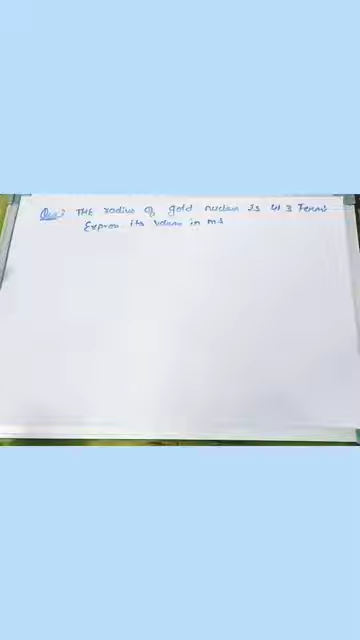 Que: THE radius of gold nucleus is 41.3 Fermi
Express its volume in m3